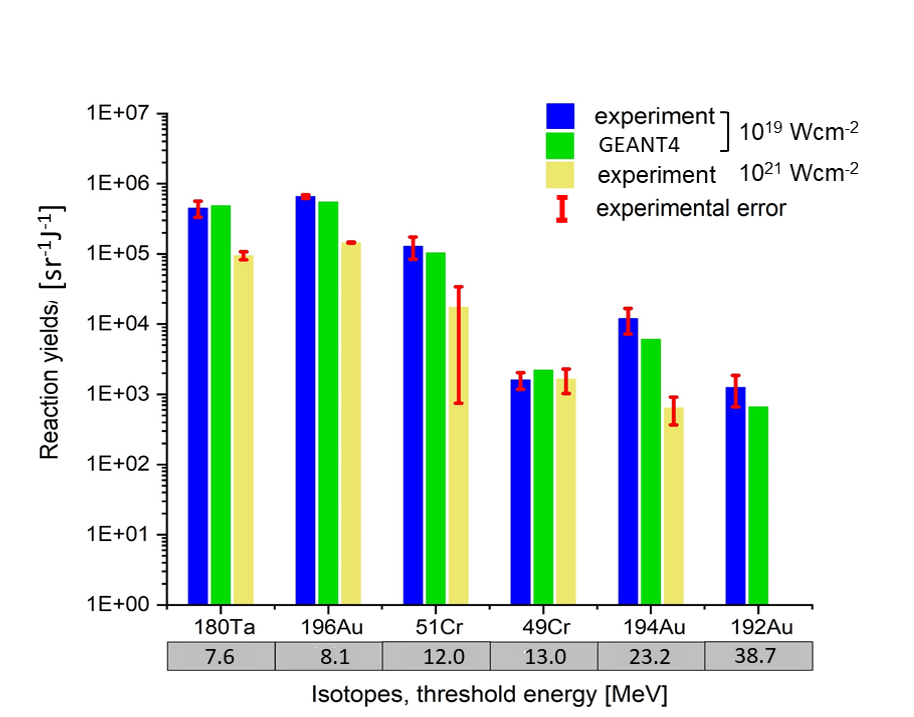 1E+07
1E+06
1E+05
1E+04
1E+03
1E+02
1E+01
1E+00
Reaction yields, [sr⁻¹J⁻¹]
experiment
GEANT4
10¹⁹ Wcm⁻²
experiment 10²¹ Wcm⁻²
experimental error
180Ta 196Au 51Cr 49Cr 194Au 192Au
7.6 8.1 12.0 13.0 23.2 38.7
Isotopes, threshold energy [MeV]